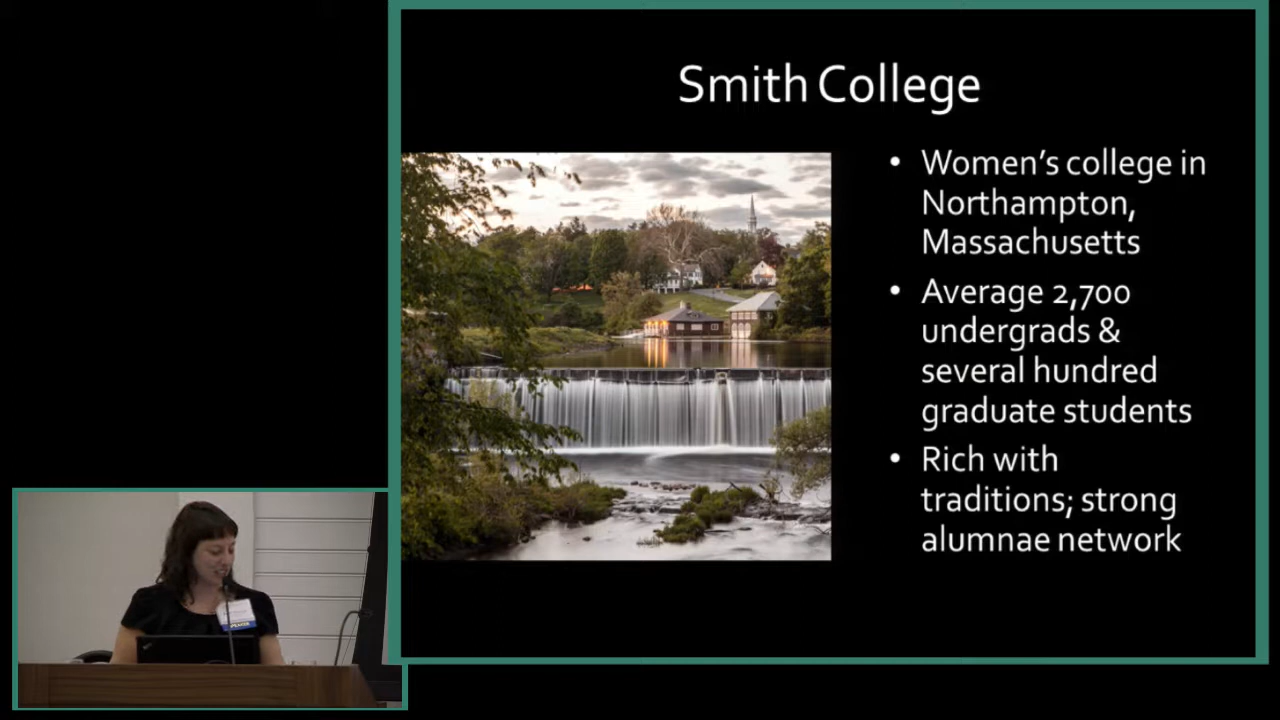 Smith College
• Women's college in
Northampton,
Massachusetts
• Average 2,700
undergrads &
several hundred
graduate students
• Rich with
traditions; strong
alumnae network